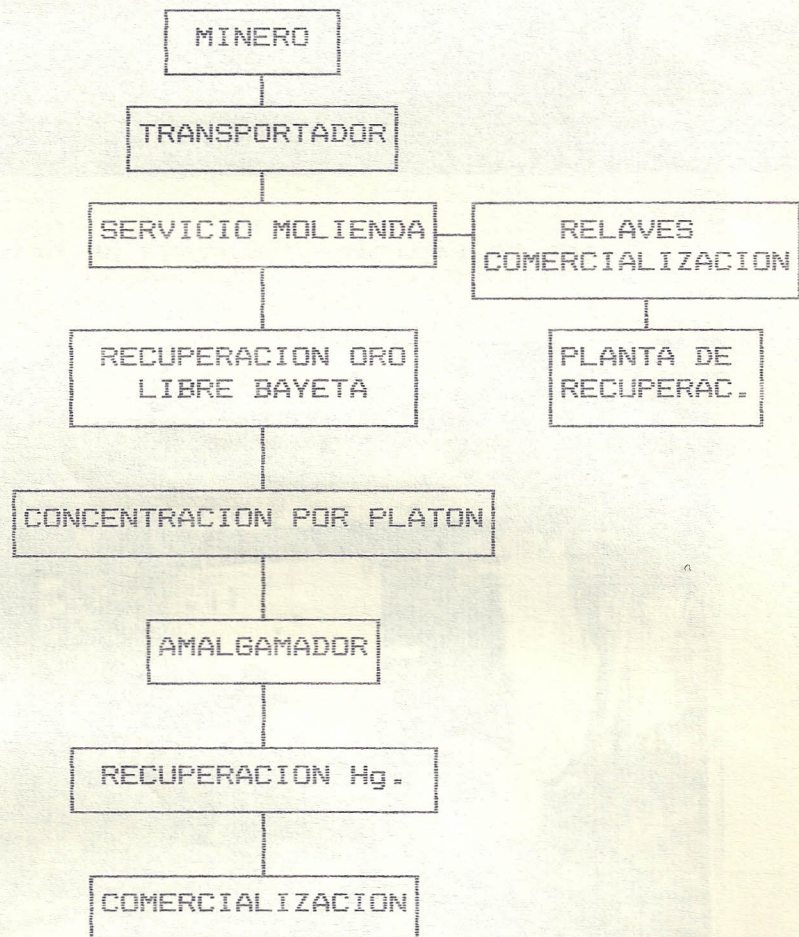 MINERO
TRANSPORTADOR
SERVICIO MOLIENDA
RELAVES
COMERCIALIZACION
RECUPERACION ORO
LIBRE BAYETA
PLANTA DE
RECUPERAC.
CONCENTRACION POR PLATON
AMALGAMADOR
RECUPERACION Hg.
COMERCIALIZACION